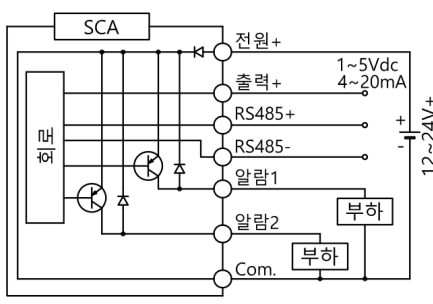 SCA
전원+
출력+
1~5Vdc
4~20mA
RS485+
RS485-
알람1
알람2
Com.
회로
부하
부하
+
-
12~24V+